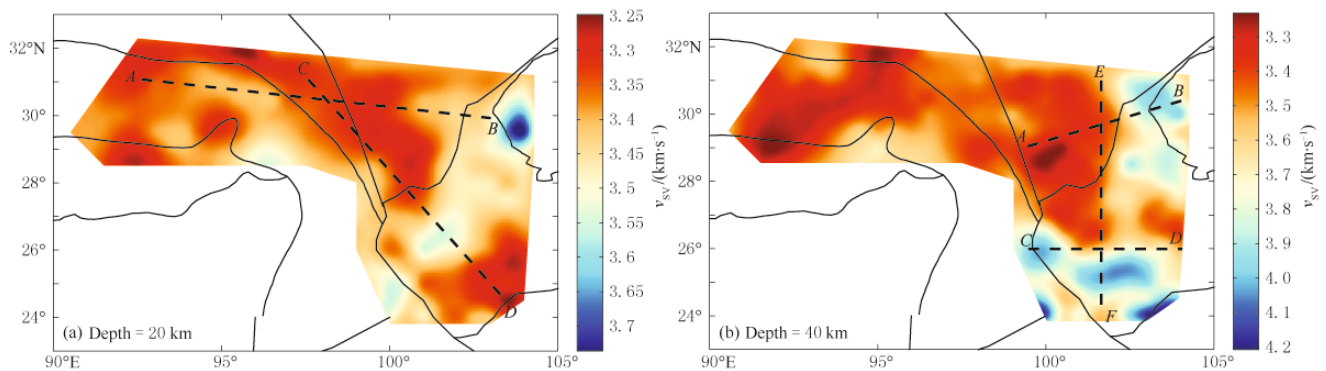 32°N
30°
28°
26°
24°
90°E
95°
100°
105°
A
B
C
D
(a) Depth = 20 km
3.25
3.3
3.35
3.4
3.45
3.5
3.55
3.6
3.65
3.7
v_SV/(km·s⁻¹)
32°N
30°
28°
26°
24°
90°E
95°
100°
105°
E
B
A
C
D
F
(b) Depth = 40 km
3.3
3.4
3.5
3.6
3.7
3.8
3.9
4.0
4.1
4.2
v_SV/(km·s⁻¹)